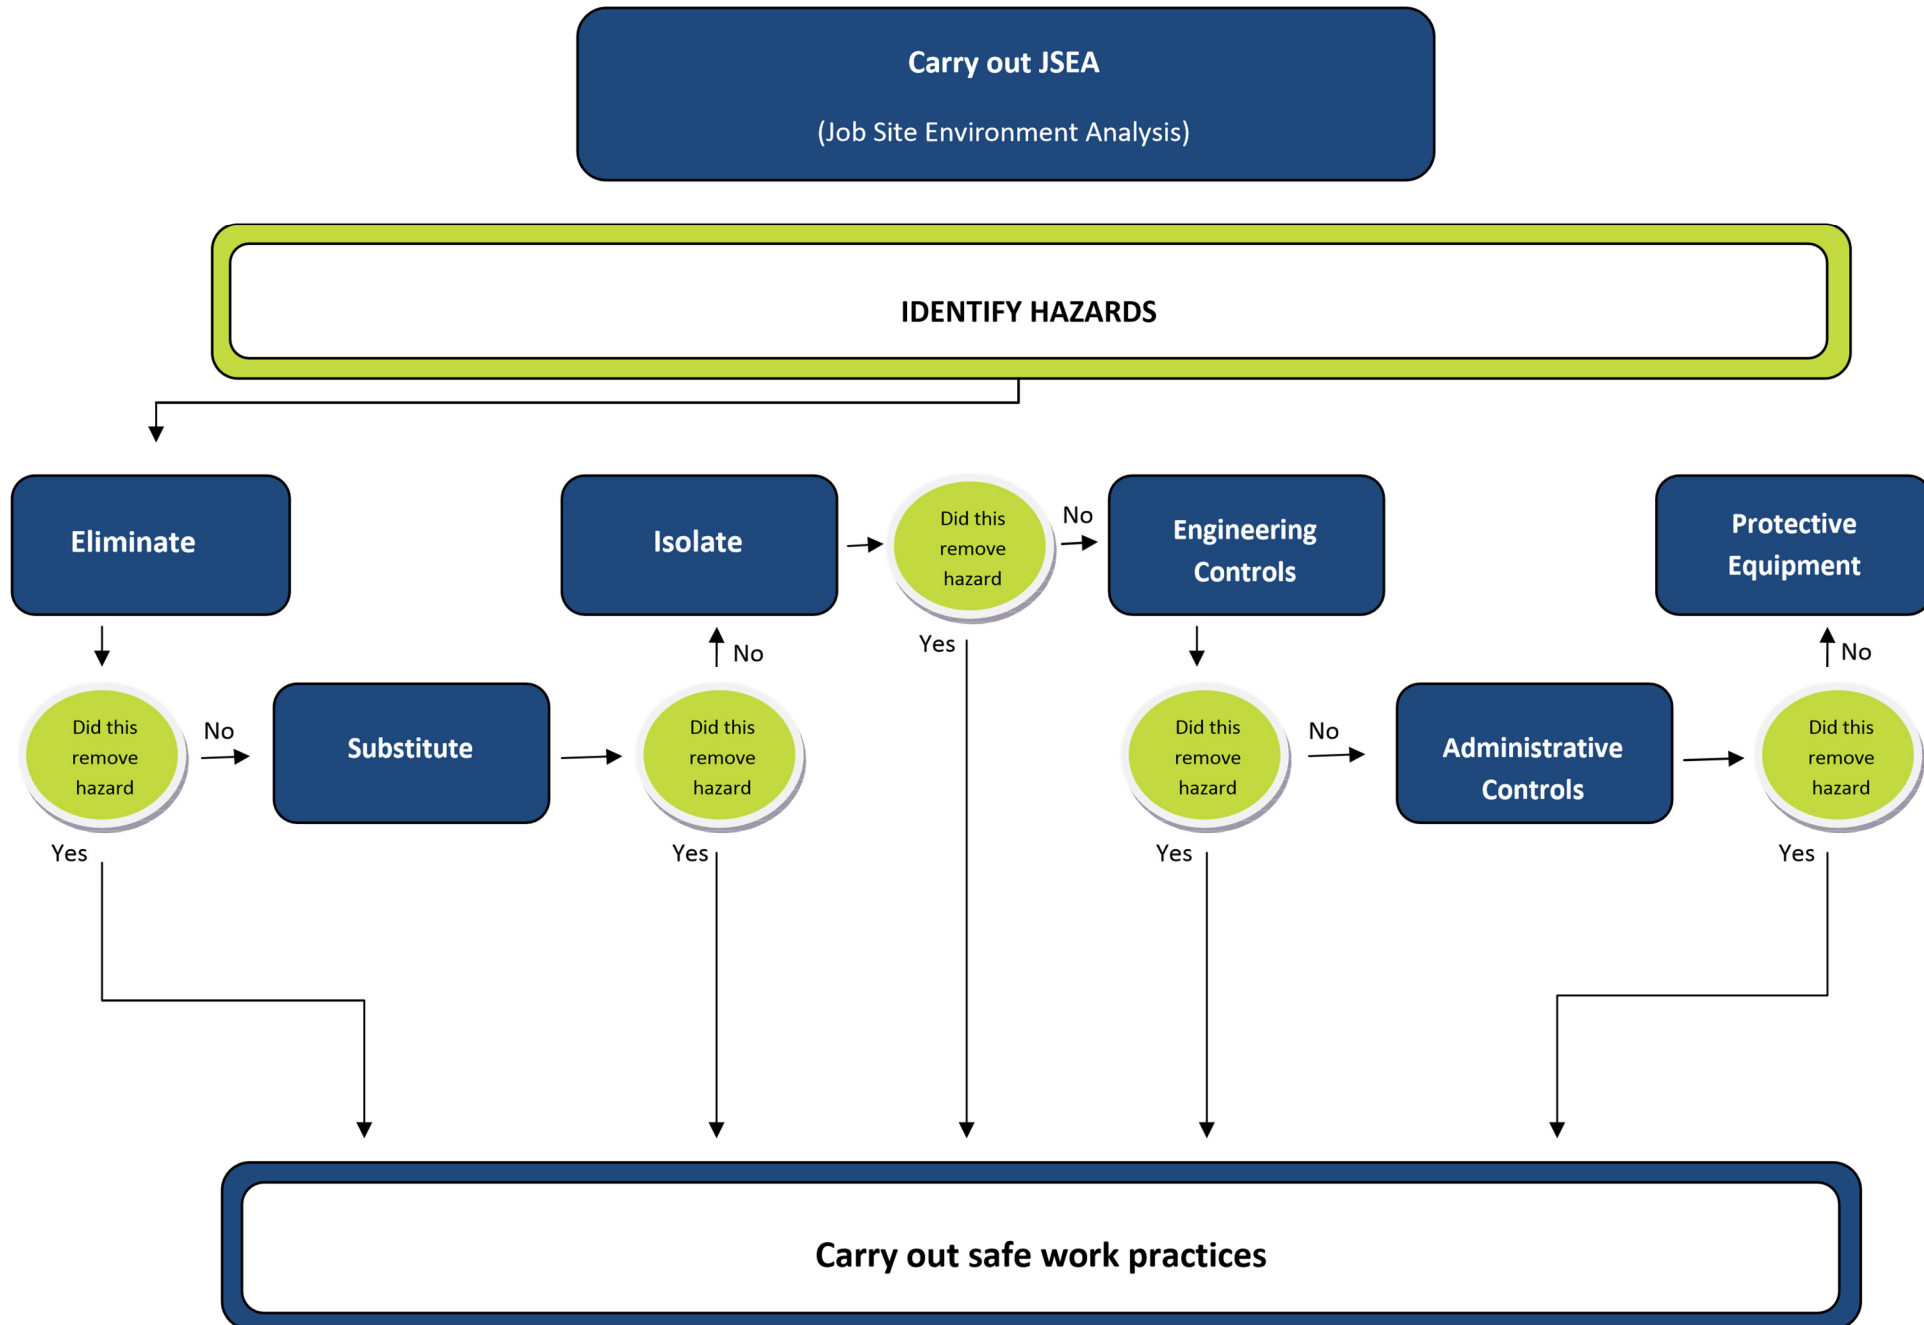 Carry out JSEA
(Job Site Environment Analysis)
IDENTIFY HAZARDS
Eliminate
Isolate
Did this
remove
hazard
No
Yes
Engineering
Controls
Protective
Equipment
No
No
Did this
remove
hazard
No
Yes
Substitute
Did this
remove
hazard
Yes
Did this
remove
hazard
No
Yes
Administrative
Controls
Did this
remove
hazard
Yes
Carry out safe work practices